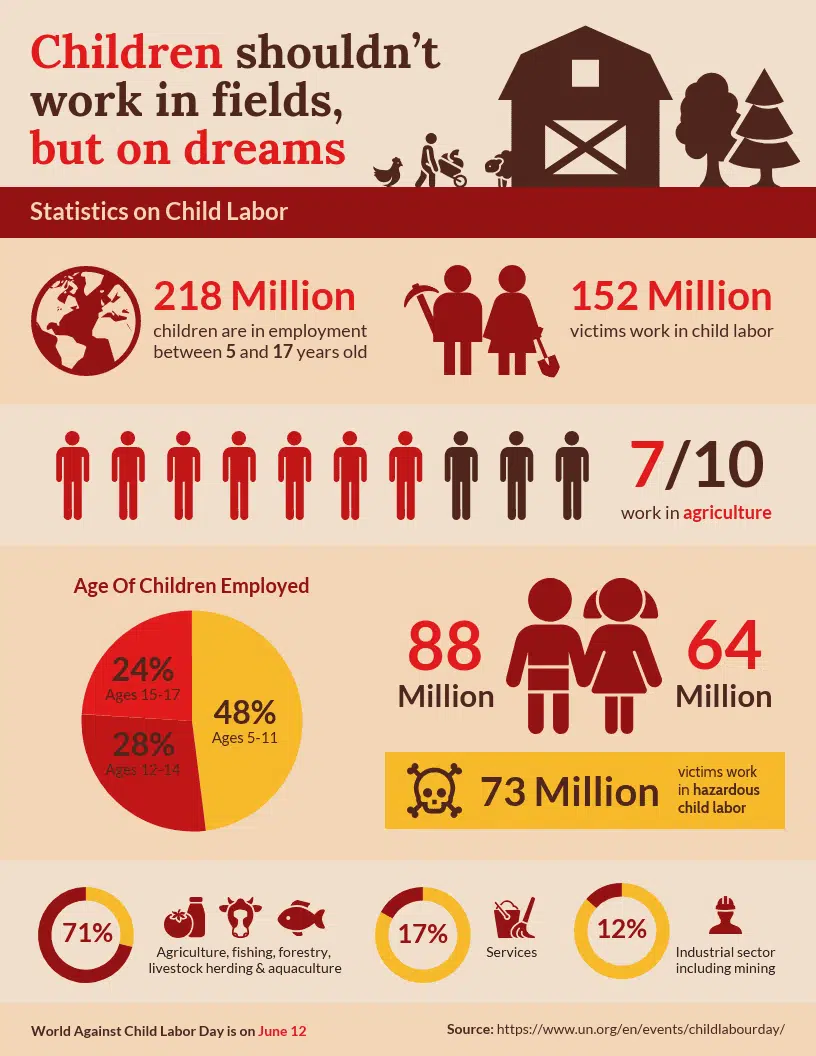 Children shouldn't
work in fields,
but on dreams
Statistics on Child Labor
218 Million
children are in employment
between 5 and 17 years old
152 Million
victims work in child labor
7/10
work in agriculture
Age Of Children Employed
24%
Ages 15-17
48%
Ages 5-11
28%
Ages 12-14
88
Million
64
Million
73 Million
victims work
in hazardous
child labor
71%
Agriculture, fishing, forestry,
livestock herding & aquaculture
17%
Services
12%
Industrial sector
including mining
World Against Child Labor Day is on June 12
Source: https://www.un.org/en/events/childlabourday/